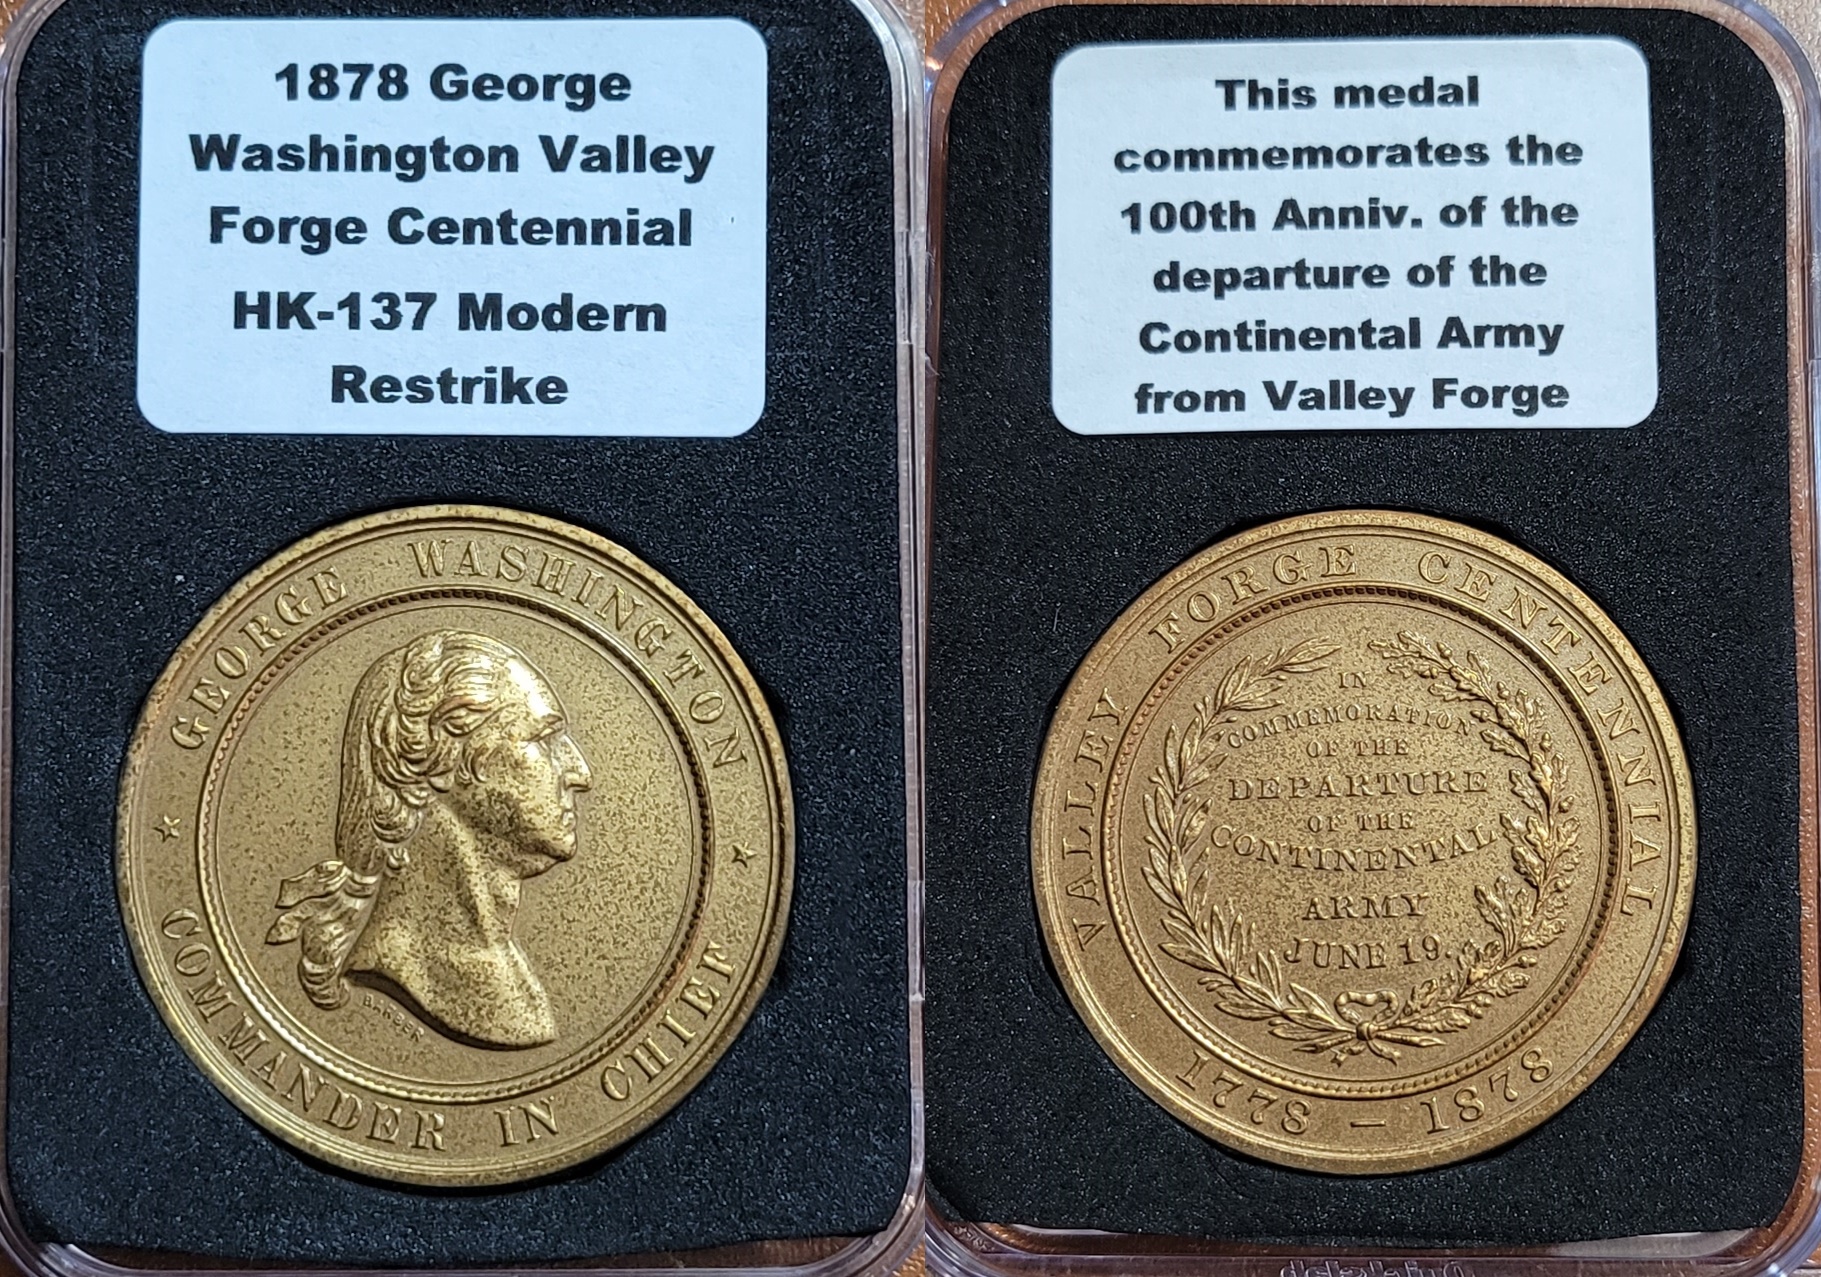 1878 George
Washington Valley
Forge Centennial
HK-137 Modern
Restrike
GEORGE WASHINGTON
COMMANDER IN CHIEF
BARBER
This medal
commemorates the
100th Anniv. of the
departure of the
Continental Army
from Valley Forge
VALLEY FORGE CENTENNIAL
IN
COMMEMORATION
OF THE
DEPARTURE
OF THE
CONTINENTAL
ARMY
JUNE 19.
1778 — 1878